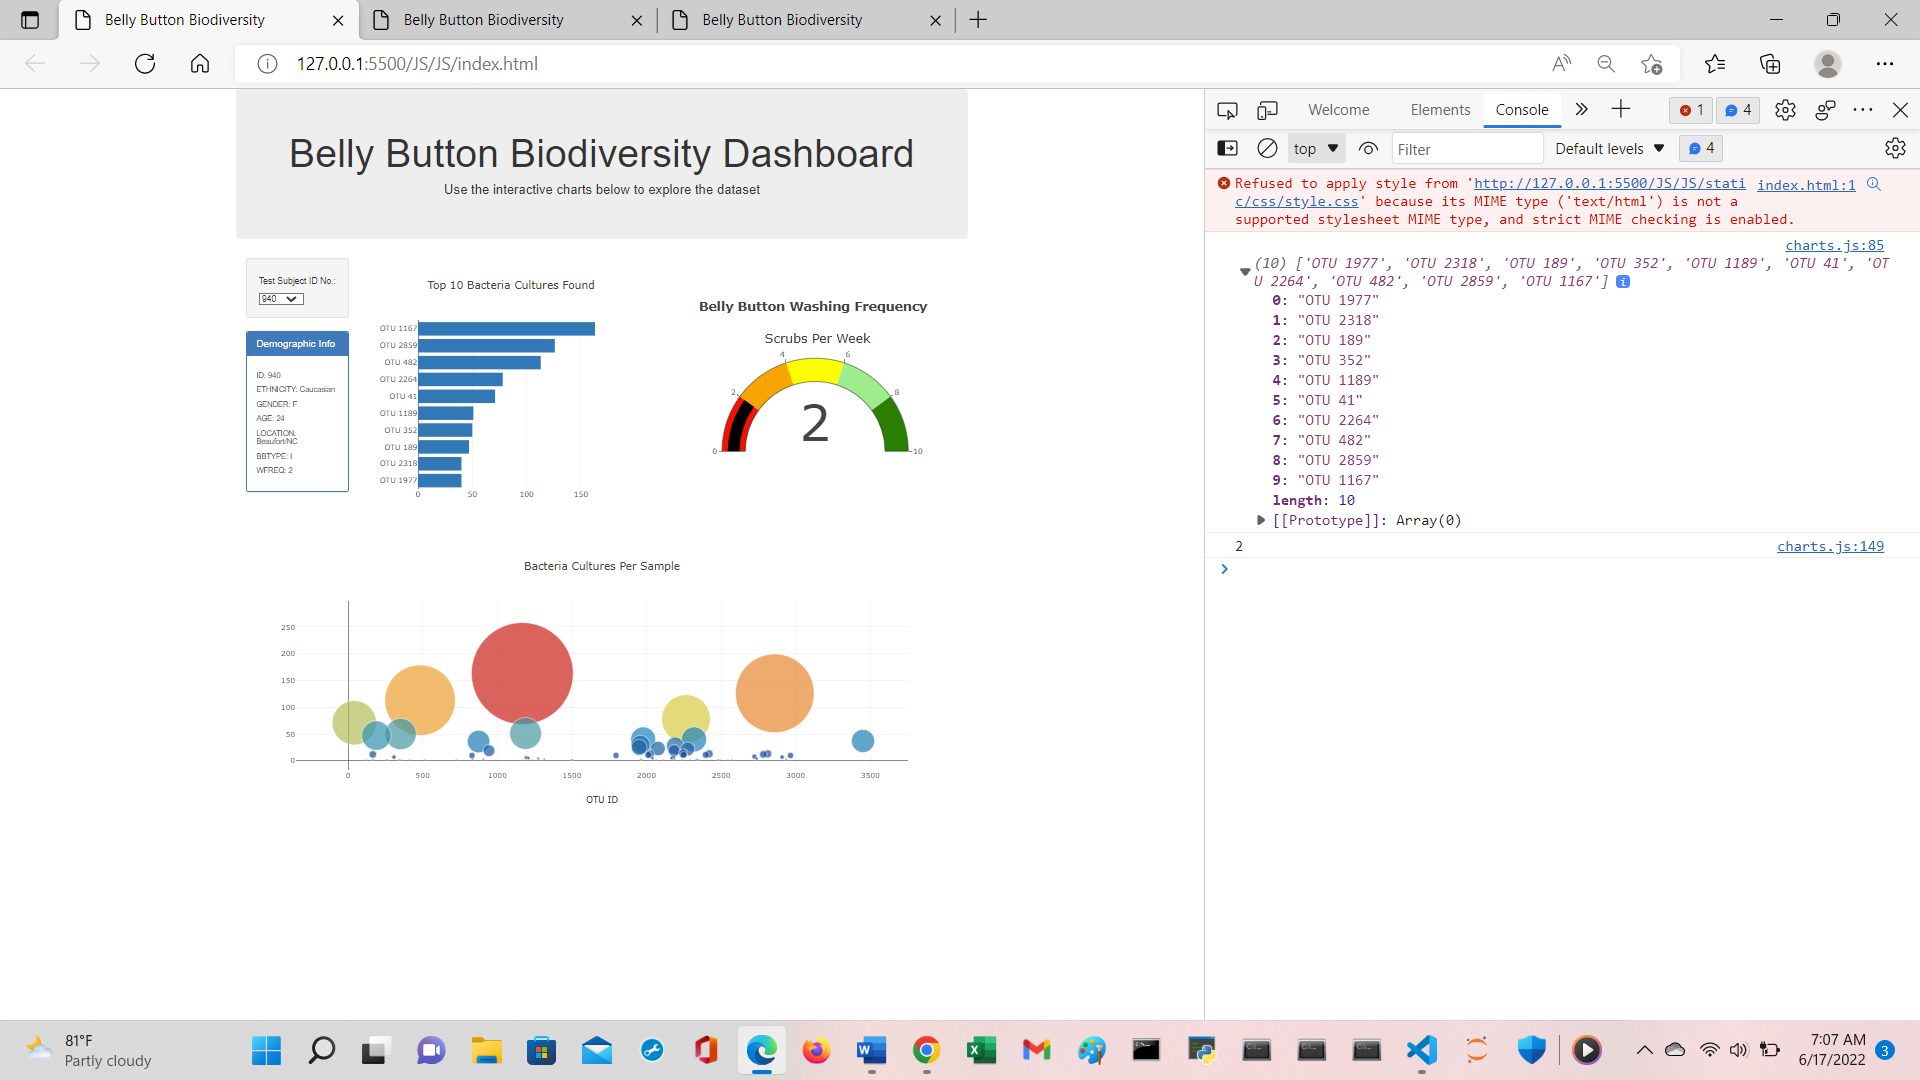 Belly Button Biodiversity
Belly Button Biodiversity
Belly Button Biodiversity
127.0.0.1:5500/JS/JS/index.html
Belly Button Biodiversity Dashboard
Use the interactive charts below to explore the dataset
Test Subject ID No.:
940
Demographic Info
ID: 940
ETHNICITY: Caucasian
GENDER: F
AGE: 24
LOCATION:
Beaufort/NC
BBTYPE: I
WFREQ: 2
Top 10 Bacteria Cultures Found
OTU 1167
OTU 2859
OTU 482
OTU 2264
OTU 41
OTU 1189
OTU 352
OTU 189
OTU 2318
OTU 1977
0 50 100 150
Belly Button Washing Frequency
Scrubs Per Week
0 2 4 6 8 10
2
Bacteria Cultures Per Sample
250
200
150
100
50
0
0 500 1000 1500 2000 2500 3000 3500
OTU ID
Welcome Elements Console 1 4
top Filter Default levels 4
Refused to apply style from 'http://127.0.0.1:5500/JS/JS/stati index.html:1
c/css/style.css' because its MIME type ('text/html') is not a
supported stylesheet MIME type, and strict MIME checking is enabled.
charts.js:85
(10) ['OTU 1977', 'OTU 2318', 'OTU 189', 'OTU 352', 'OTU 1189', 'OTU 41', 'OT
U 2264', 'OTU 482', 'OTU 2859', 'OTU 1167']
0: "OTU 1977"
1: "OTU 2318"
2: "OTU 189"
3: "OTU 352"
4: "OTU 1189"
5: "OTU 41"
6: "OTU 2264"
7: "OTU 482"
8: "OTU 2859"
9: "OTU 1167"
length: 10
[[Prototype]]: Array(0)
2 charts.js:149
81°F
Partly cloudy
7:07 AM
6/17/2022
3